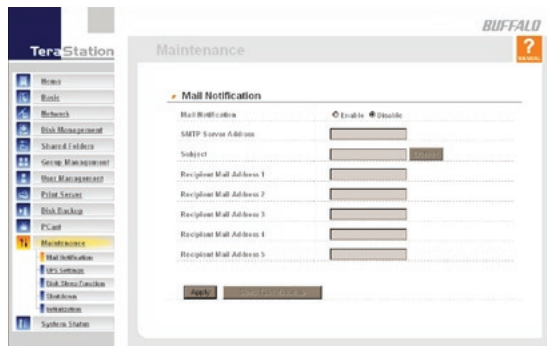 BUFFALO
TeraStation
Maintenance
?
MANUAL
Home
Basic
Network
Disk Management
Shared Folders
Group Management
User Management
Print Server
Disk Backup
PCast
Maintenance
Mail Notification
UPS Settings
Disk Sleep Function
Shutdown
Initialization
System Status
Mail Notification
Mail Notification Enable Disable
SMTP Server Address
Subject
Recipient Mail Address 1
Recipient Mail Address 2
Recipient Mail Address 3
Recipient Mail Address 4
Recipient Mail Address 5
Apply